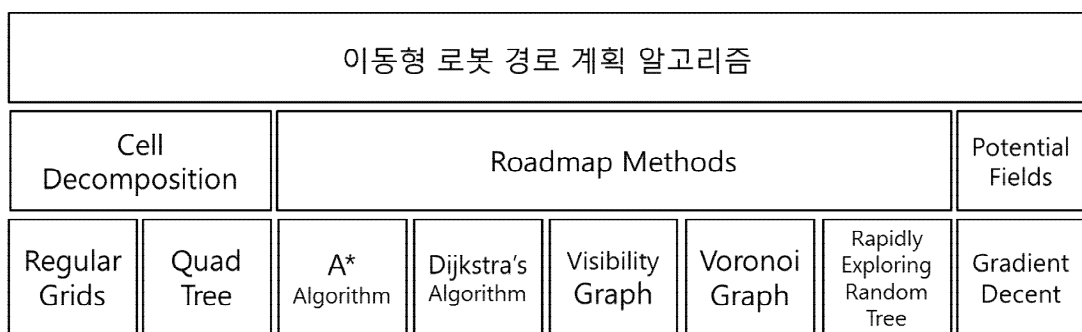 이동형 로봇 경로 계획 알고리즘
Cell
Decomposition
Roadmap Methods
Potential
Fields
Regular
Grids
Quad
Tree
A*
Algorithm
Dijkstra's
Algorithm
Visibility
Graph
Voronoi
Graph
Rapidly
Exploring
Random
Tree
Gradient
Decent